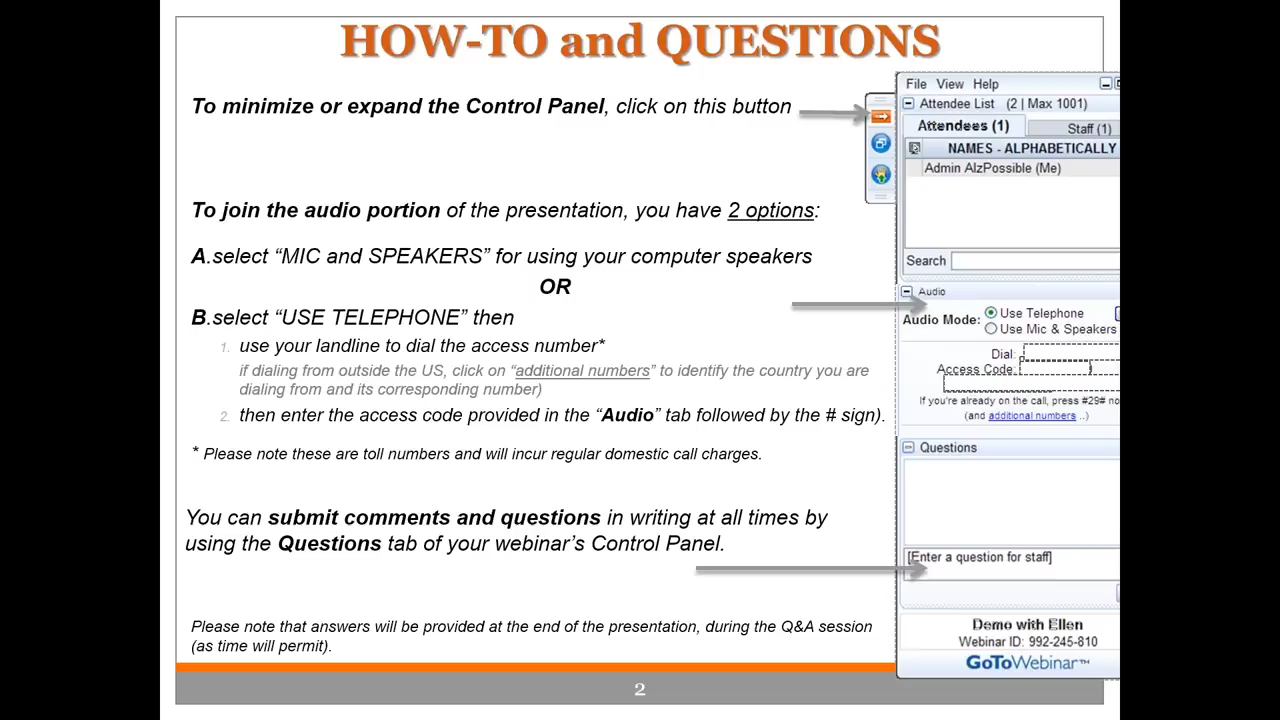 HOW-TO and QUESTIONS
To minimize or expand the Control Panel, click on this button
To join the audio portion of the presentation, you have 2 options:
A.select “MIC and SPEAKERS” for using your computer speakers
OR
B.select “USE TELEPHONE” then
1. use your landline to dial the access number*
if dialing from outside the US, click on “additional numbers” to identify the country you are
dialing from and its corresponding number)
2. then enter the access code provided in the “Audio” tab followed by the # sign).
* Please note these are toll numbers and will incur regular domestic call charges.
You can submit comments and questions in writing at all times by
using the Questions tab of your webinar’s Control Panel.
Please note that answers will be provided at the end of the presentation, during the Q&A session
(as time will permit).
2
File View Help
Attendee List (2 | Max 1001)
Attendees (1) Staff (1)
NAMES - ALPHABETICALLY
Admin AlzPossible (Me)
Search
Audio
Audio Mode: Use Telephone
Use Mic & Speakers
Dial:
Access Code:
If you're already on the call, press #29# no
(and additional numbers ..)
Questions
[Enter a question for staff]
Demo with Ellen
Webinar ID: 992-245-810
GoToWebinar™